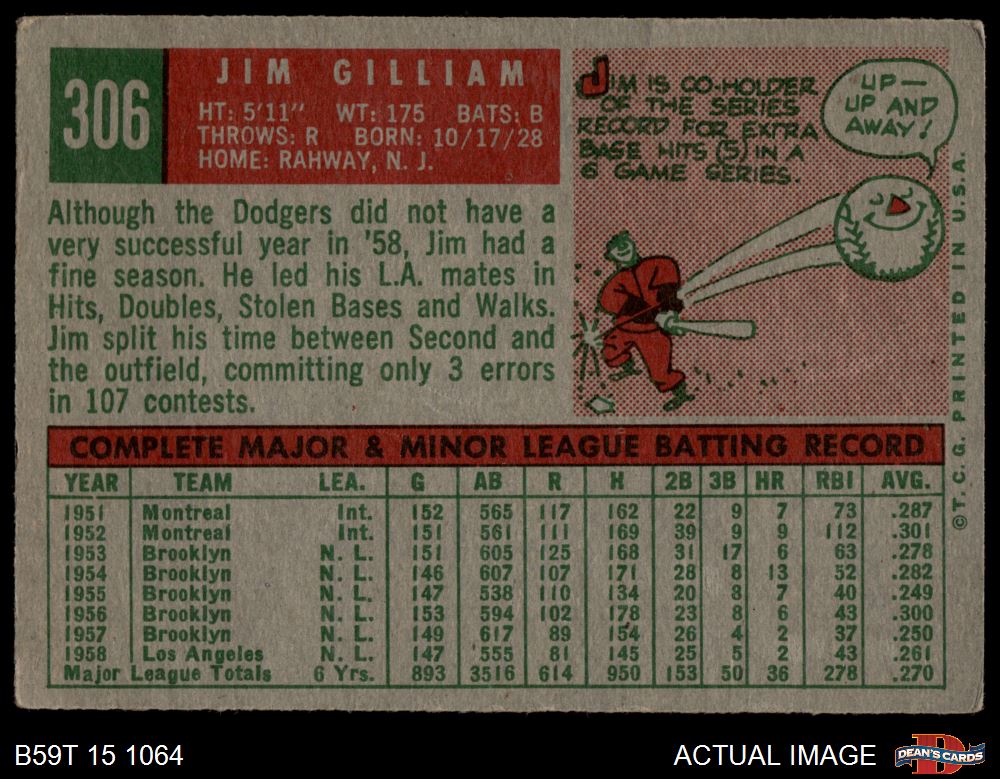 306
JIM GILLIAM
HT: 5'11" WT: 175 BATS: B
THROWS: R BORN: 10/17/28
HOME: RAHWAY, N. J.
JIM IS CO-HOLDER
OF THE SERIES
RECORD FOR EXTRA
BASE HITS (5) IN A
6 GAME SERIES.
UP—
UP AND
AWAY!
Although the Dodgers did not have a
very successful year in '58, Jim had a
fine season. He led his L.A. mates in
Hits, Doubles, Stolen Bases and Walks.
Jim split his time between Second and
the outfield, committing only 3 errors
in 107 contests.
©T. C. G. PRINTED IN U.S.A.
COMPLETE MAJOR & MINOR LEAGUE BATTING RECORD
YEAR TEAM LEA. G AB R H 2B 3B HR RBI AVG.
1951 Montreal Int. 152 565 117 162 22 9 7 73 .287
1952 Montreal Int. 151 561 111 169 39 9 9 112 .301
1953 Brooklyn N. L. 151 605 125 168 31 17 6 63 .278
1954 Brooklyn N. L. 146 607 107 171 28 8 13 52 .282
1955 Brooklyn N. L. 147 538 110 134 20 8 7 40 .249
1956 Brooklyn N. L. 153 594 102 178 23 8 6 43 .300
1957 Brooklyn N. L. 149 617 89 154 26 4 2 37 .250
1958 Los Angeles N. L. 147 555 81 145 25 5 2 43 .261
Major League Totals 6 Yrs. 893 3516 614 950 153 50 36 278 .270
B59T 15 1064
ACTUAL IMAGE
DEAN'S CARDS